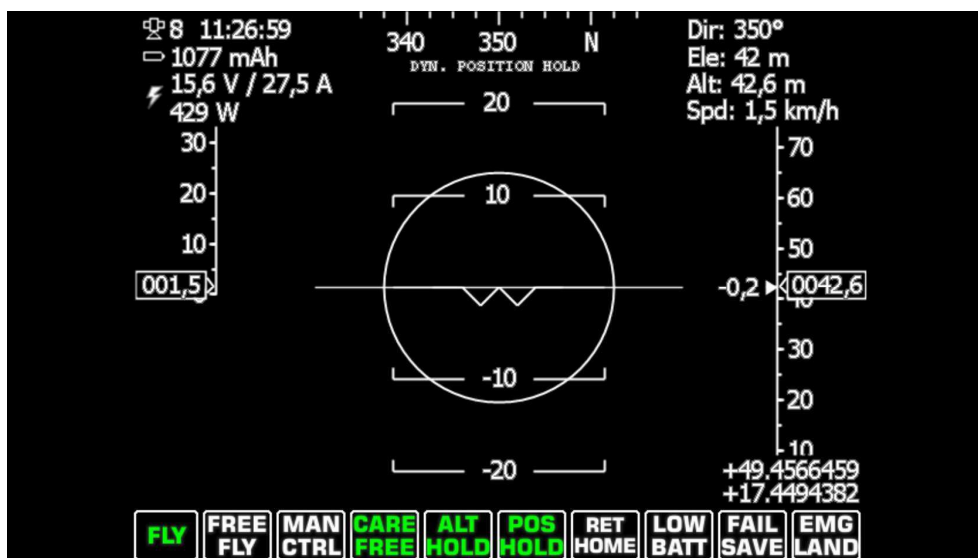 8 11:26:59
1077 mAh
15,6 V / 27,5 A
429 W
340 350 N
DYN. POSITION HOLD
Dir: 350°
Ele: 42 m
Alt: 42,6 m
Spd: 1,5 km/h
30
20
10
001,5
20
10
-10
-20
70
60
50
-0,2
0042,6
40
30
20
10
+49.4566459
+17.4494382
FLY
FREE
FLY
MAN
CTRL
CARE
FREE
ALT
HOLD
POS
HOLD
RET
HOME
LOW
BATT
FAIL
SAVE
EMG
LAND